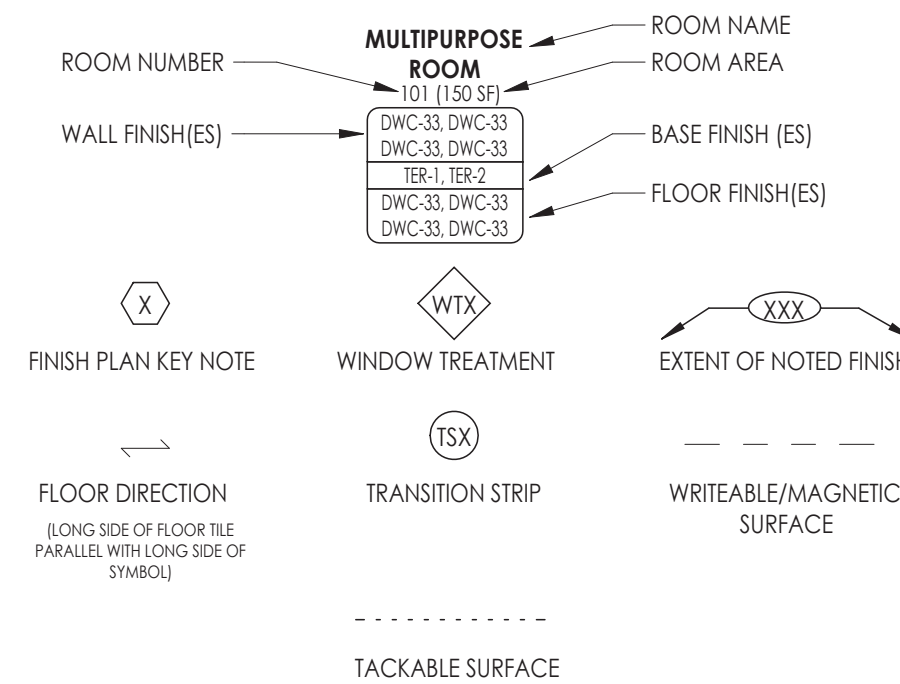 ROOM NAME
MULTIPURPOSE
ROOM NUMBER
ROOM
ROOM AREA
101 (150 SF)
WALL FINISH(ES)
DWC-33, DWC-33
BASE FINISH (ES)
DWC-33, DWC-33
TER-1, TER-2
FLOOR FINISH(ES)
DWC-33, DWC-33
DWC-33, DWC-33
X
WTX
XXX
FINISH PLAN KEY NOTE
WINDOW TREATMENT
EXTENT OF NOTED FINISH
TSX
FLOOR DIRECTION
(LONG SIDE OF FLOOR TILE
PARALLEL WITH LONG SIDE OF
SYMBOL)
TRANSITION STRIP
WRITEABLE/MAGNETIC
SURFACE
TACKABLE SURFACE